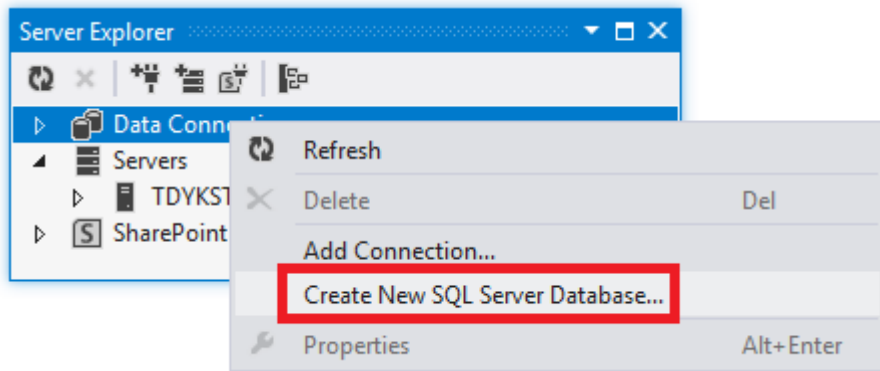 Server Explorer
Data Conn
Servers
TDYKST
SharePoint
Refresh
Delete Del
Add Connection...
Create New SQL Server Database...
Properties Alt+Enter